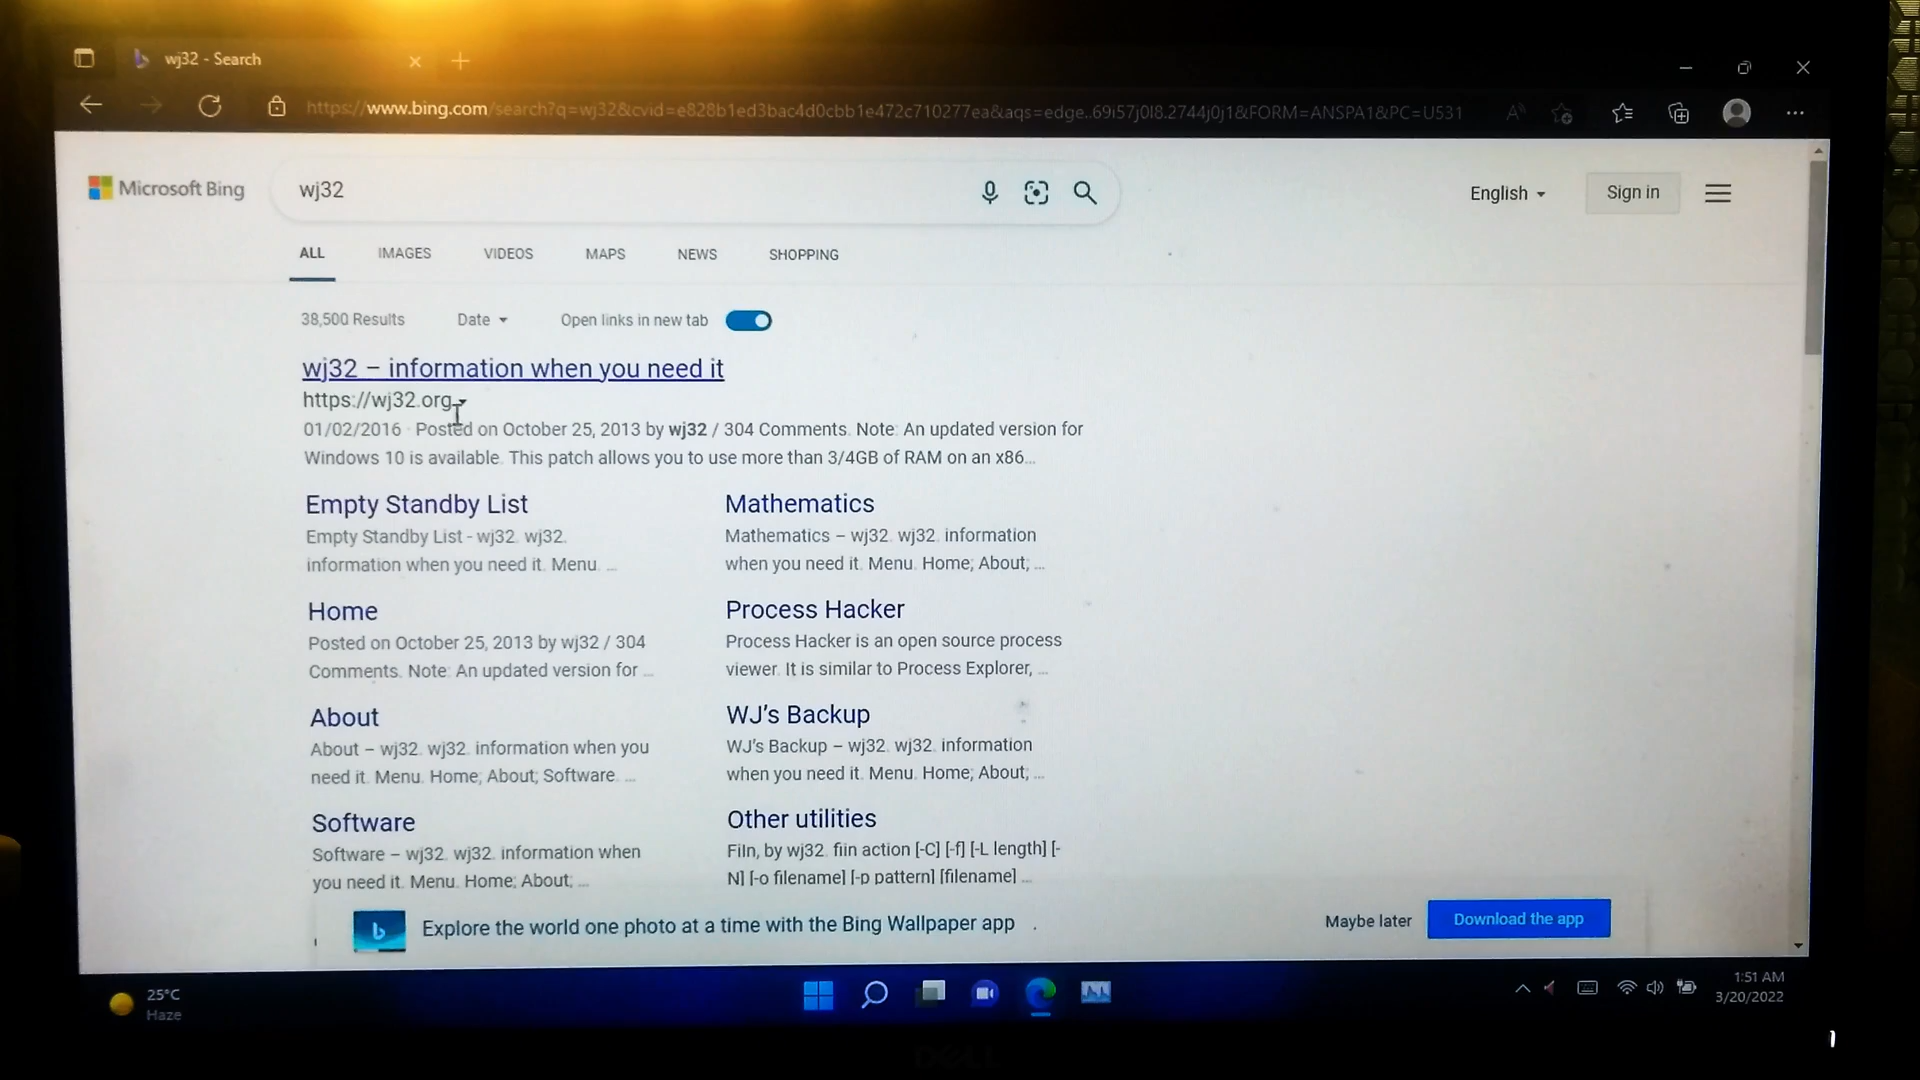 wj32 - Search
https://www.bing.com/search?q=wj32&cvid=e828b1ed3bac4d0cbb1e472c710277ea&aqs=edge..69i57j0l8.2744j0j1&FORM=ANSPA1&PC=U531
Microsoft Bing
wj32
English
Sign in
ALL
IMAGES
VIDEOS
MAPS
NEWS
SHOPPING
38,500 Results
Date
Open links in new tab
wj32 – information when you need it
https://wj32.org
01/02/2016 · Posted on October 25, 2013 by wj32 / 304 Comments. Note: An updated version for
Windows 10 is available. This patch allows you to use more than 3/4GB of RAM on an x86...
Empty Standby List
Empty Standby List - wj32. wj32.
information when you need it. Menu. ...
Mathematics
Mathematics – wj32. wj32. information
when you need it. Menu. Home; About; ...
Home
Posted on October 25, 2013 by wj32 / 304
Comments. Note: An updated version for ...
Process Hacker
Process Hacker is an open source process
viewer. It is similar to Process Explorer, ...
About
About – wj32. wj32. information when you
need it. Menu. Home; About; Software. ...
WJ's Backup
WJ's Backup – wj32. wj32. information
when you need it. Menu. Home; About; ...
Software
Software – wj32. wj32. information when
you need it. Menu. Home; About; ...
Other utilities
FiIn, by wj32. fiin action [-C] [-f] [-L length] [-
N] [-o filename] [-p pattern] [filename] ...
Explore the world one photo at a time with the Bing Wallpaper app
Maybe later
Download the app
25°C
Haze
1:51 AM
3/20/2022
DELL